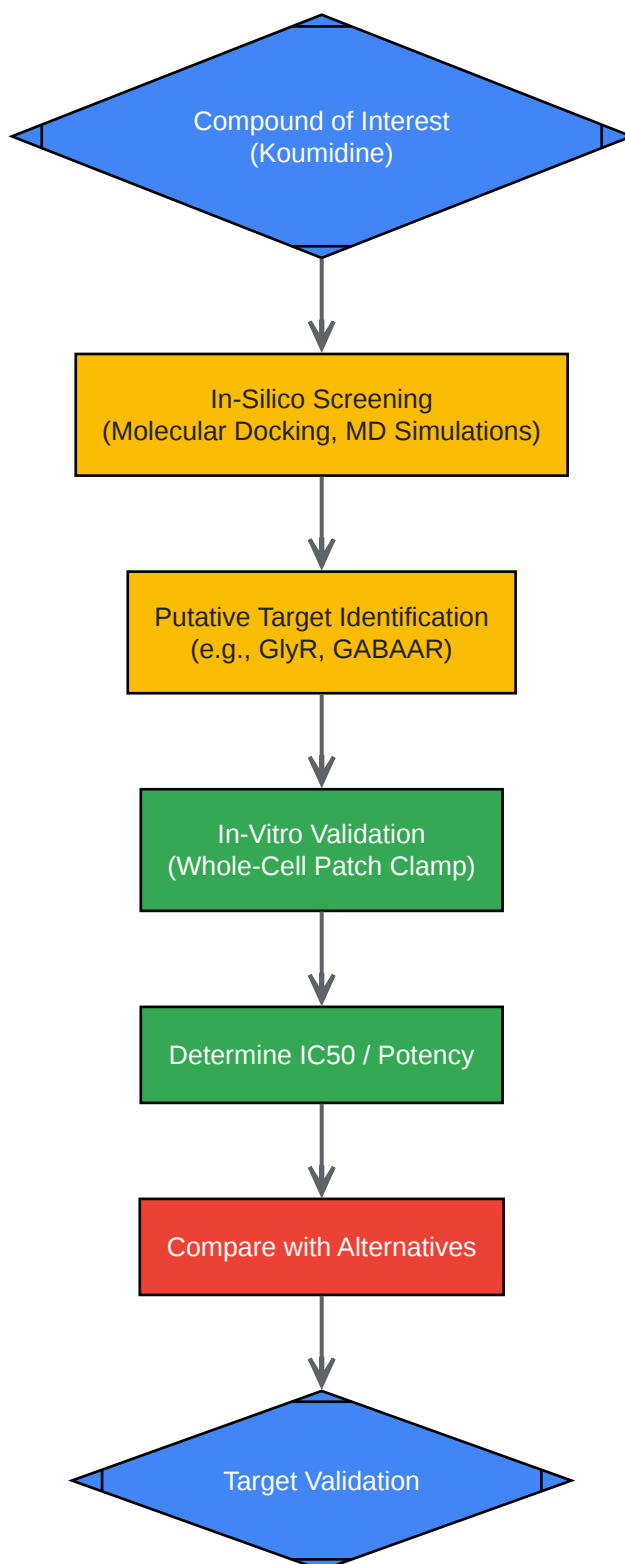 Compound of Interest
(Koumidine)
In-Silico Screening
(Molecular Docking, MD Simulations)
Putative Target Identification
(e.g., GlyR, GABAAR)
In-Vitro Validation
(Whole-Cell Patch Clamp)
Determine IC50 / Potency
Compare with Alternatives
Target Validation